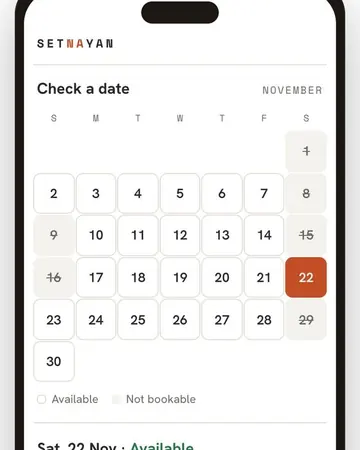 SETNAYAN
Check a date NOVEMBER
S M T W T F S
1
2 3 4 5 6 7 8
9 10 11 12 13 14 15
16 17 18 19 20 21 22
23 24 25 26 27 28 29
30
Available Not bookable
Sat, 22 Nov · Available